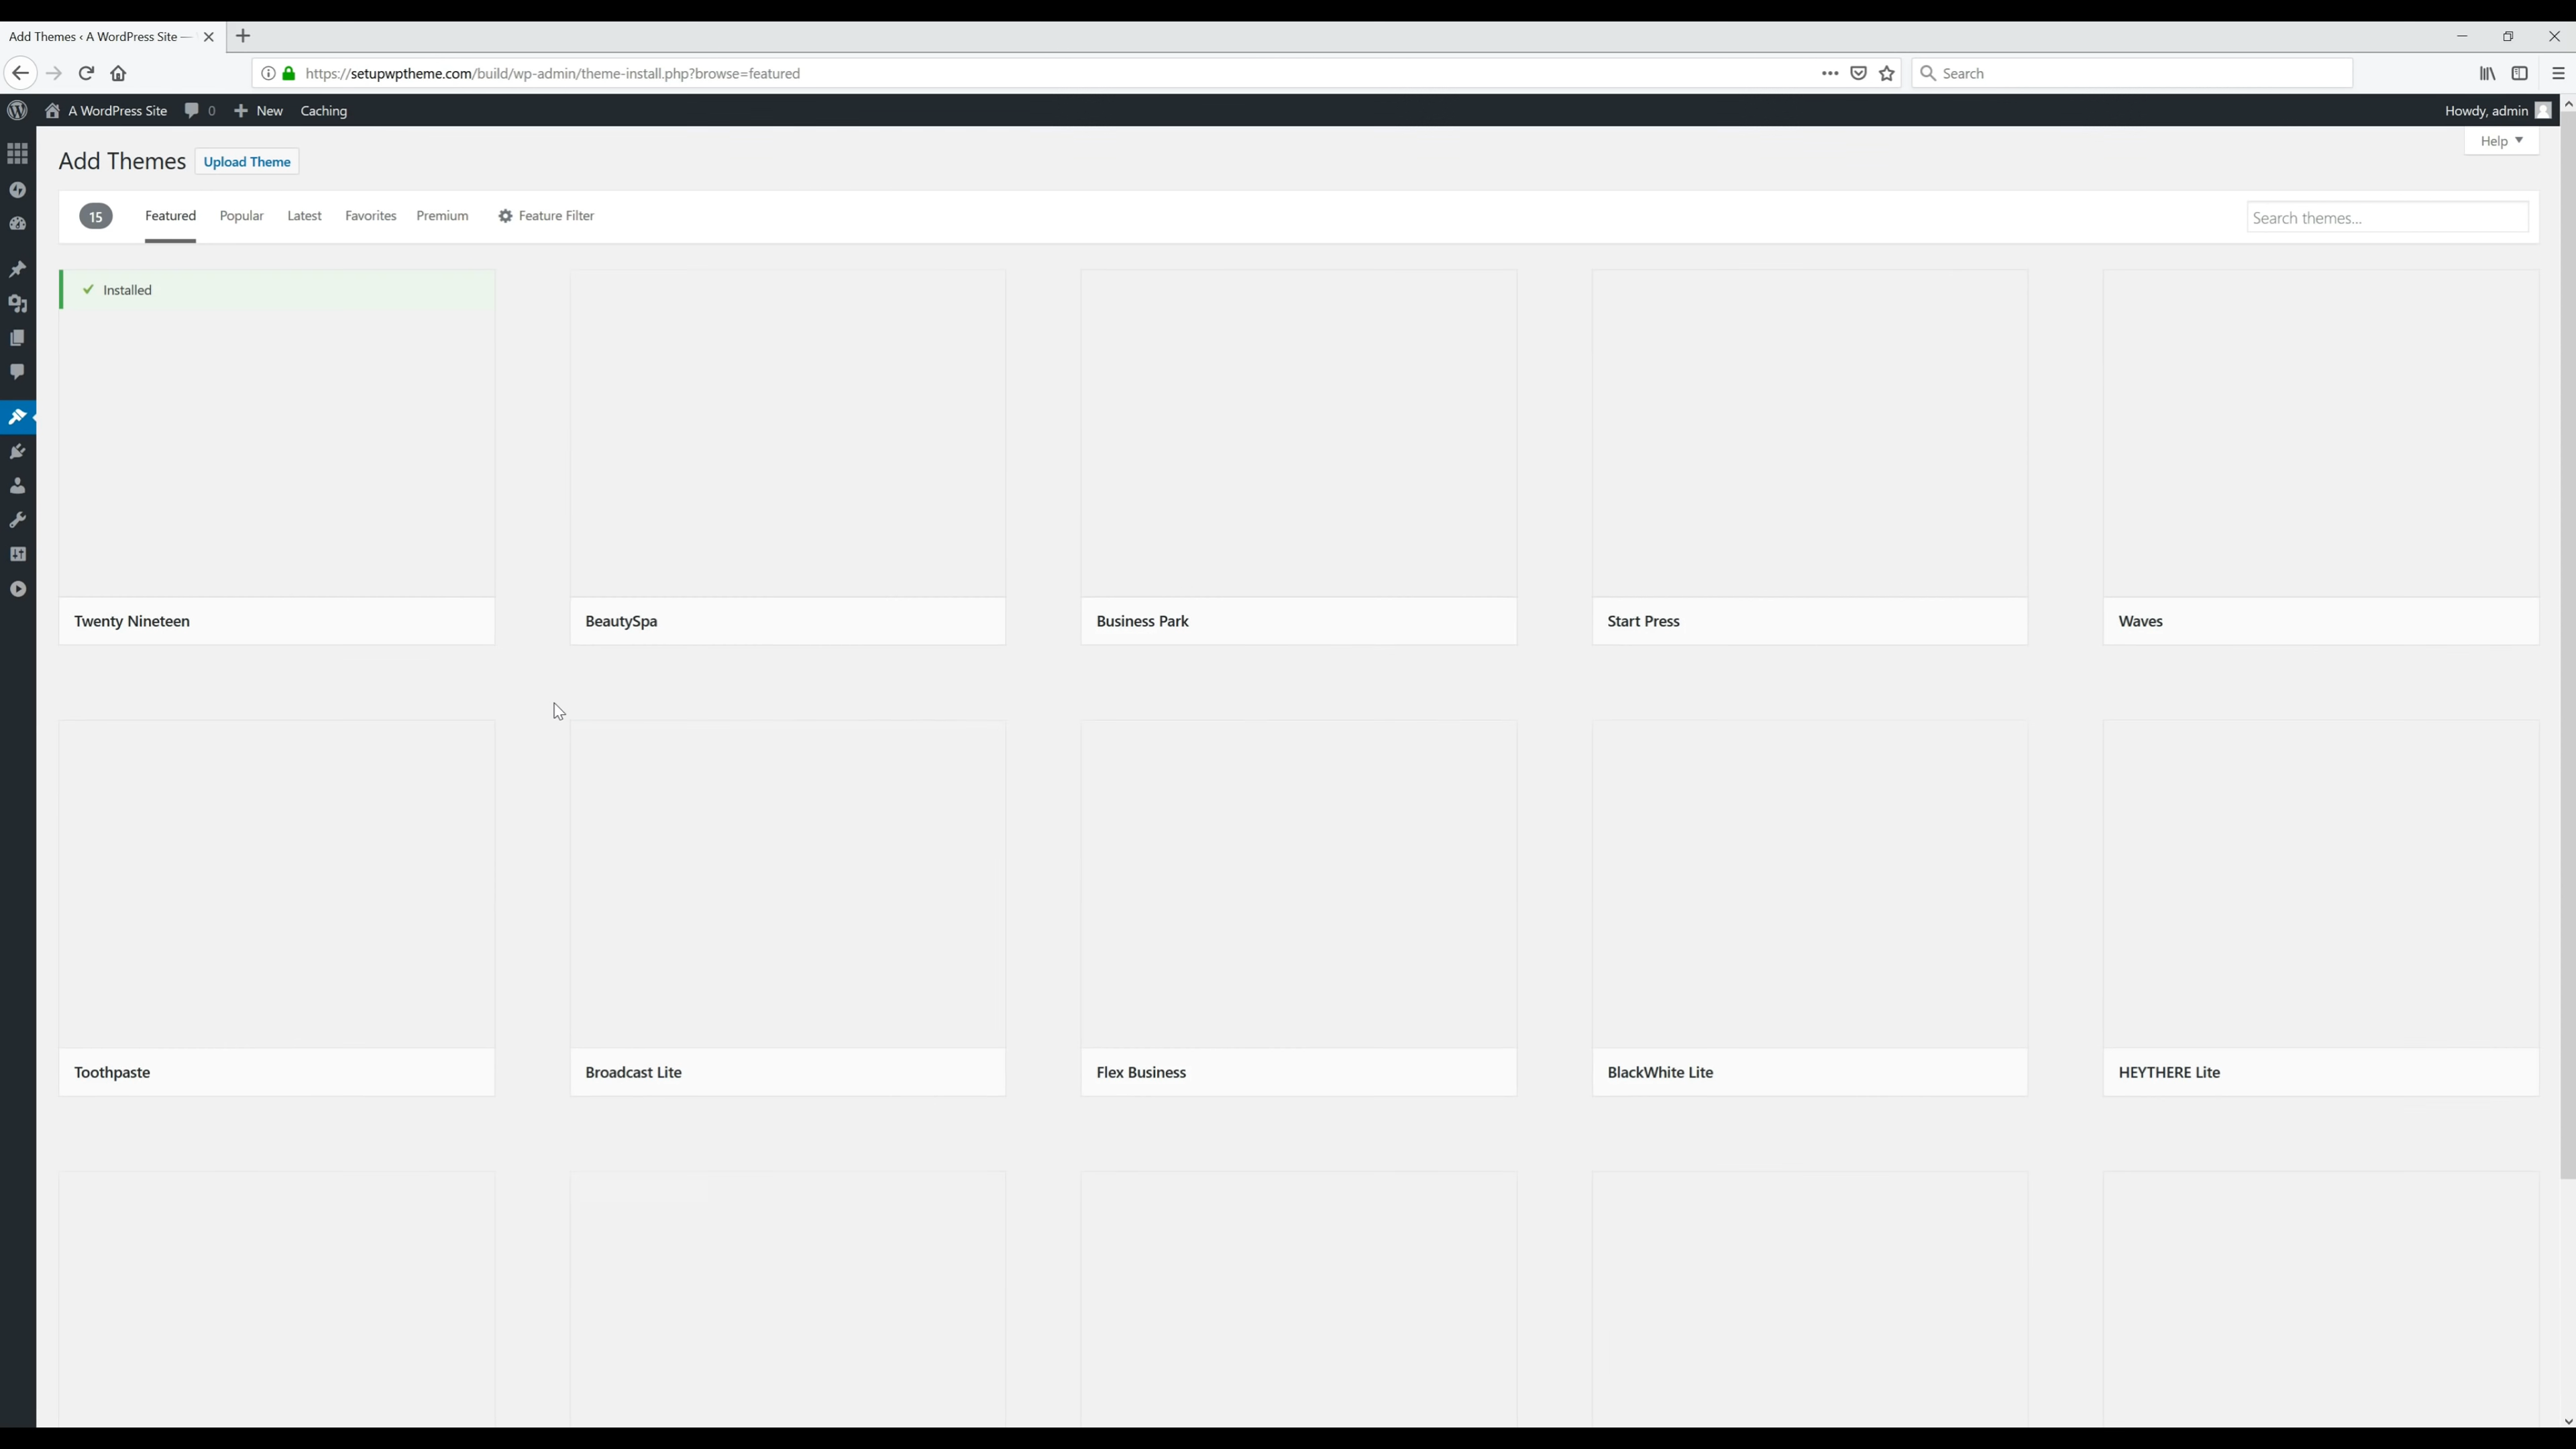 Add Themes ‹ A WordPress Site —
https://setupwptheme.com/build/wp-admin/theme-install.php?browse=featured
Search
A WordPress Site 0 New Caching Howdy, admin
Help
Add Themes Upload Theme
15 Featured Popular Latest Favorites Premium Feature Filter Search themes...
Installed
Twenty Nineteen BeautySpa Business Park Start Press Waves
Toothpaste Broadcast Lite Flex Business BlackWhite Lite HEYTHERE Lite